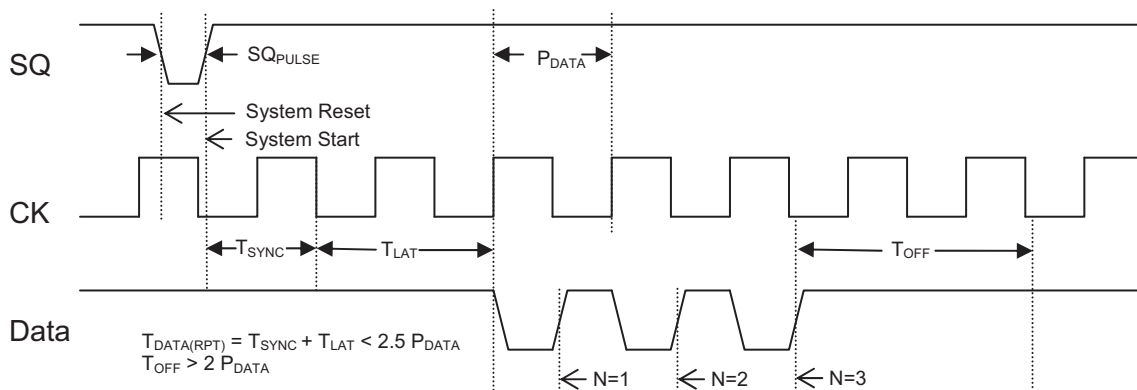 SQ
SQPULSE
PDATA
System Reset
System Start
CK
TSYNC
TLAT
TOFF
Data
TDATA(RPT) = TSYNC + TLAT < 2.5 PDATA
TOFF > 2 PDATA
N=1
N=2
N=3